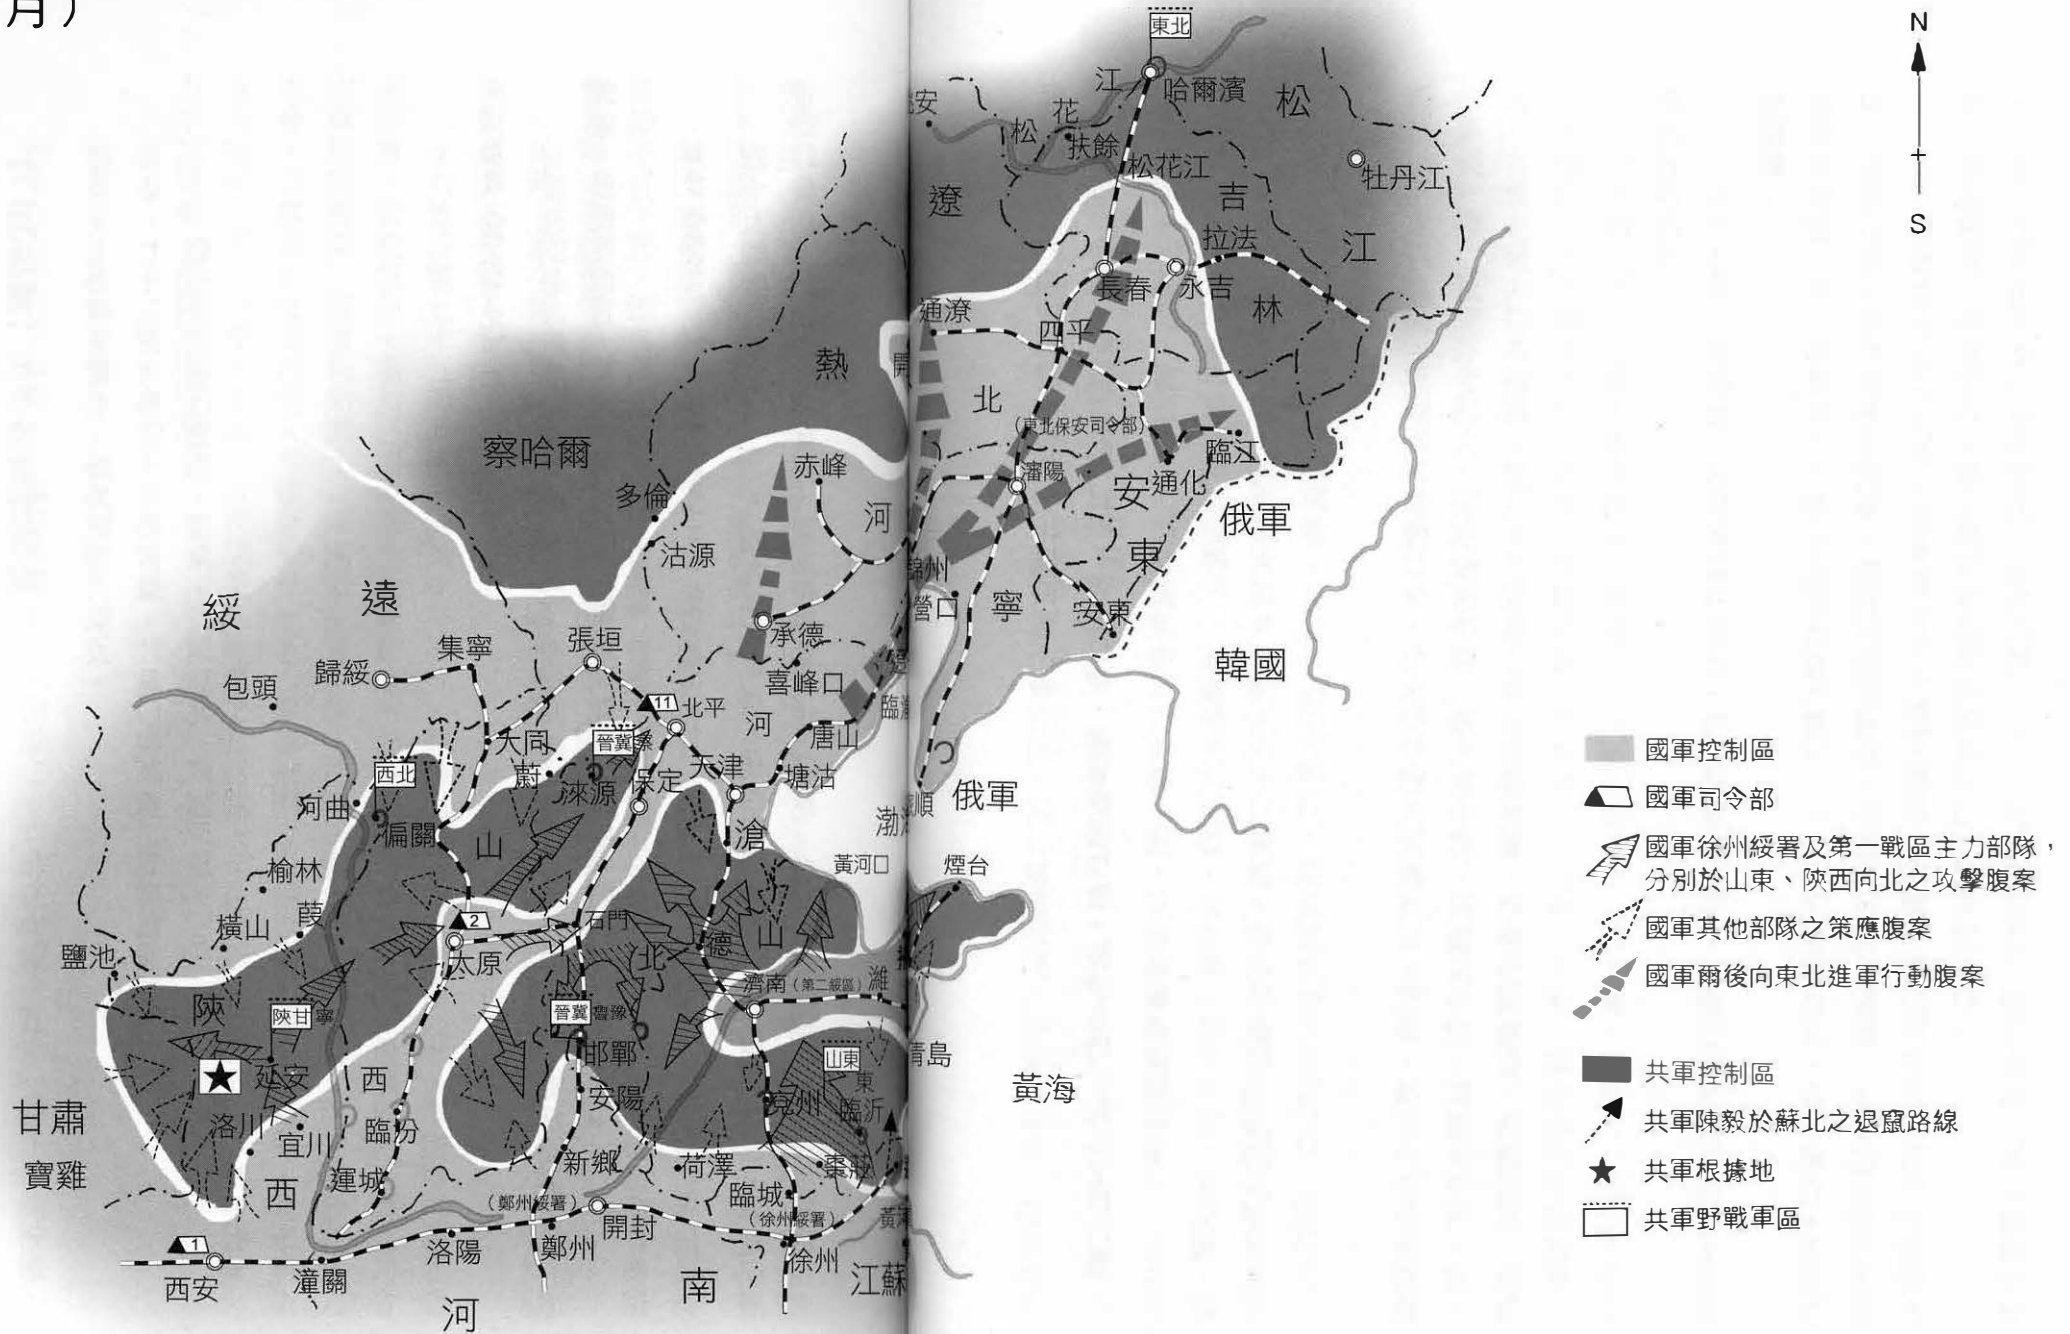 月）
N
S
東北
哈爾濱
江
花
松
扶餘
松花江
安
松
牡丹江
吉
拉法
江
遼
長春
永吉
林
通遼
四平
開
熱
北
（東北保安司令部）
臨江
察哈爾
赤峰
瀋陽
安
通化
多倫
河
俄軍
沽源
東
錦州
營口
寧
安東
綏
遠
承德
張垣
集寧
歸綏
喜峰口
韓國
包頭
11
北平
河
臨
唐山
大同
晉冀察
西北
蔚
淶源
保定
天津
塘沽
俄軍
順
河曲
偏關
山
滄
渤海
黃河口
煙台
榆林
葭
橫山
2
石門
鹽池
太原
北
德
山
濟南
（第二綏區）
濰
陝
陝甘寧
晉冀魯豫
邯鄲
山東
青島
東
延安
西
安陽
兗州
臨沂
黃海
甘肅
洛川
宜川
臨汾
寶雞
西
運城
新鄉
荷澤
臨城
棗莊
（鄭州綏署）
開封
（徐州綏署）
1
西安
潼關
洛陽
鄭州
徐州
江蘇
河
南
國軍控制區
國軍司令部
國軍徐州綏署及第一戰區主力部隊，
分別於山東、陝西向北之攻擊腹案
國軍其他部隊之策應腹案
國軍爾後向東北進軍行動腹案
共軍控制區
共軍陳毅於蘇北之退竄路線
共軍根據地
共軍野戰軍區